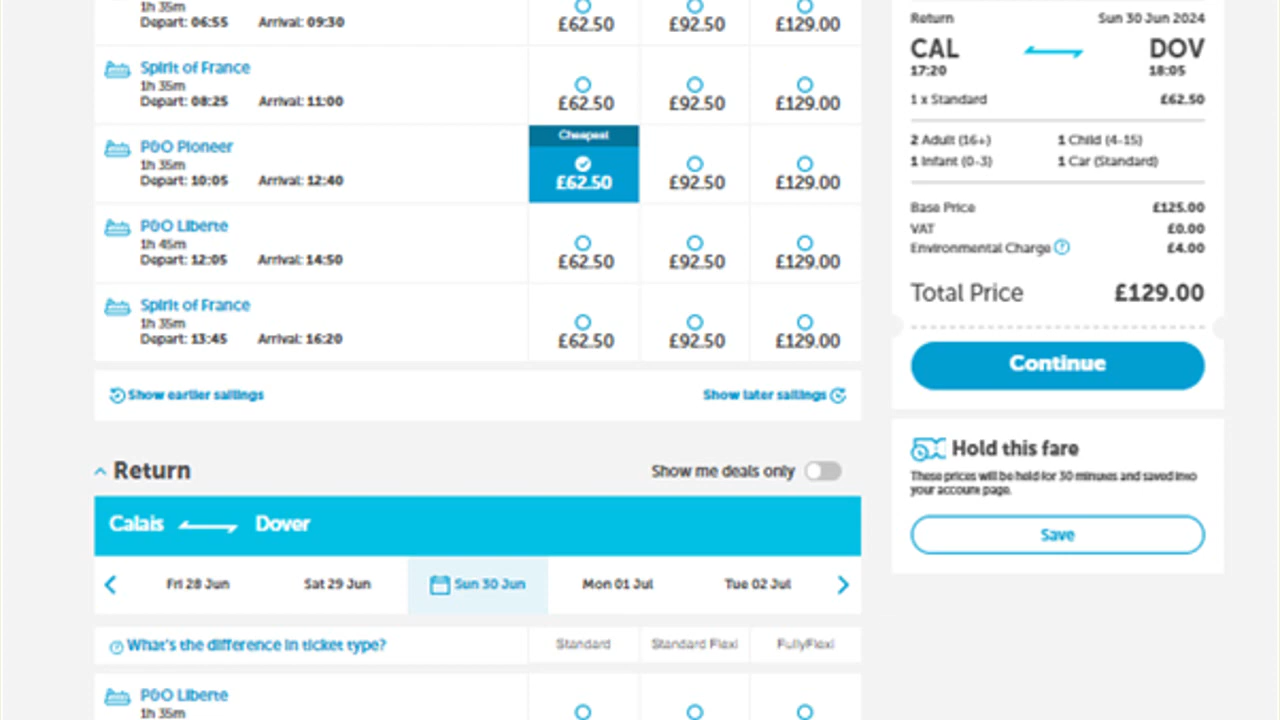 1h 35m
Depart: 06:55 Arrival: 09:30 £62.50 £92.50 £129.00
Spirit of France
1h 35m
Depart: 08:25 Arrival: 11:00 £62.50 £92.50 £129.00
Cheapest
P&O Pioneer
1h 35m
Depart: 10:05 Arrival: 12:40 £62.50 £92.50 £129.00
P&O Liberte
1h 45m
Depart: 12:05 Arrival: 14:50 £62.50 £92.50 £129.00
Spirit of France
1h 35m
Depart: 13:45 Arrival: 16:20 £62.50 £92.50 £129.00
Show earlier sailings Show later sailings
Return Show me deals only
Calais Dover
Fri 28 Jun Sat 29 Jun Sun 30 Jun Mon 01 Jul Tue 02 Jul
What's the difference in ticket type? Standard Standard Flexi FullyFlexi
P&O Liberte
1h 35m
Return Sun 30 Jun 2024
CAL DOV
17:20 18:05
1 x Standard £62.50
2 Adult (16+) 1 Child (4-15)
1 Infant (0-3) 1 Car (Standard)
Base Price £125.00
VAT £0.00
Environmental Charge ? £4.00
Total Price £129.00
Continue
Hold this fare
These prices will be held for 30 minutes and saved into
your account page.
Save